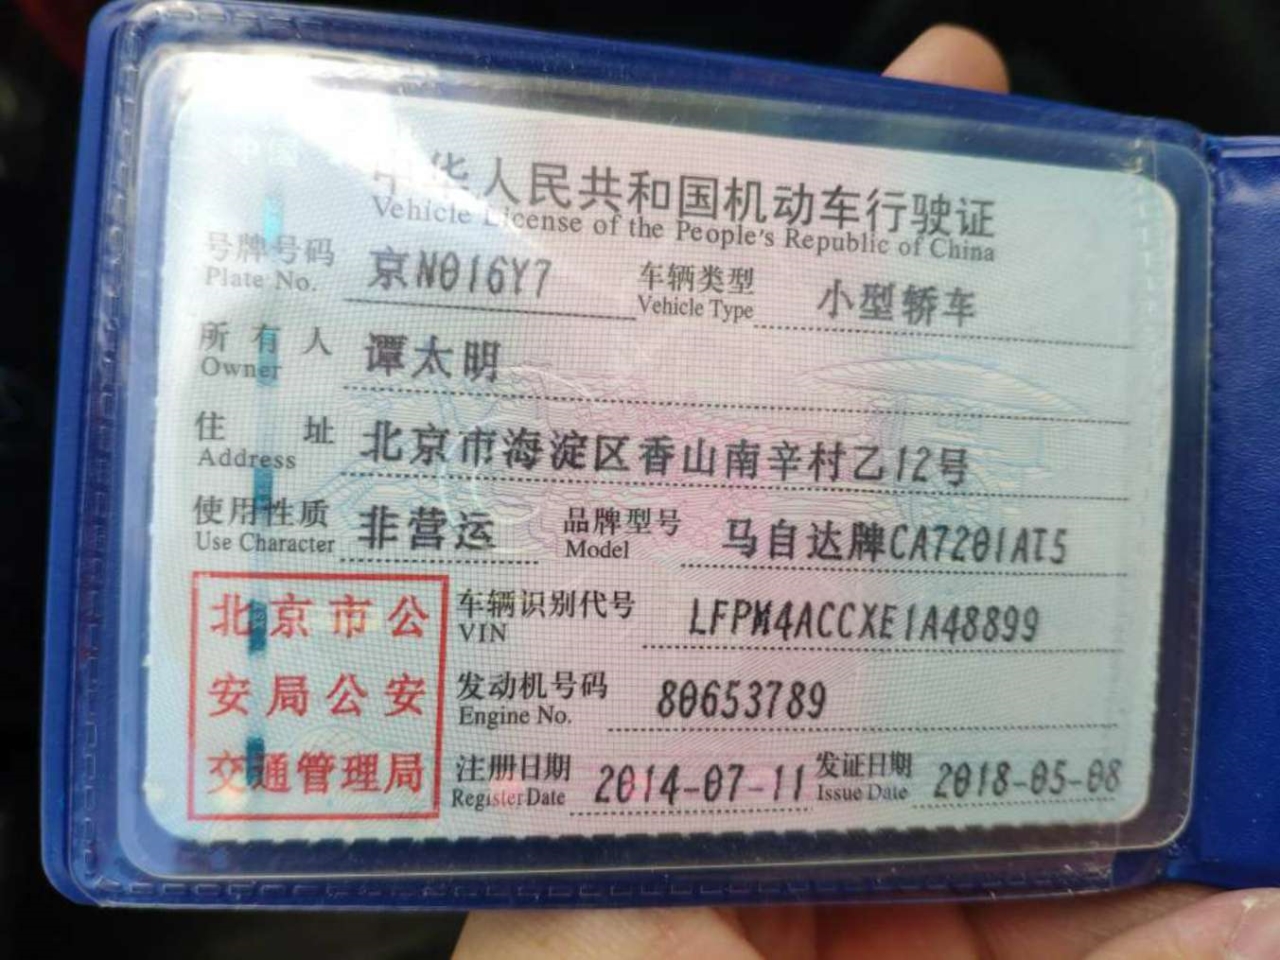 中华人民共和国机动车行驶证
Vehicle License of the People's Republic of China
号牌号码 京N016Y7 车辆类型 小型轿车
Plate No. Vehicle Type
所有人 谭太明
Owner
住址 北京市海淀区香山南辛村乙12号
Address
使用性质 非营运 品牌型号 马自达牌CA7201AT5
Use Character Model
北京市公
安局公安
交通管理局
车辆识别代号 LFPM4ACCXE1A48899
VIN
发动机号码 80653789
Engine No.
注册日期 2014-07-11 发证日期 2018-05-08
Register Date Issue Date